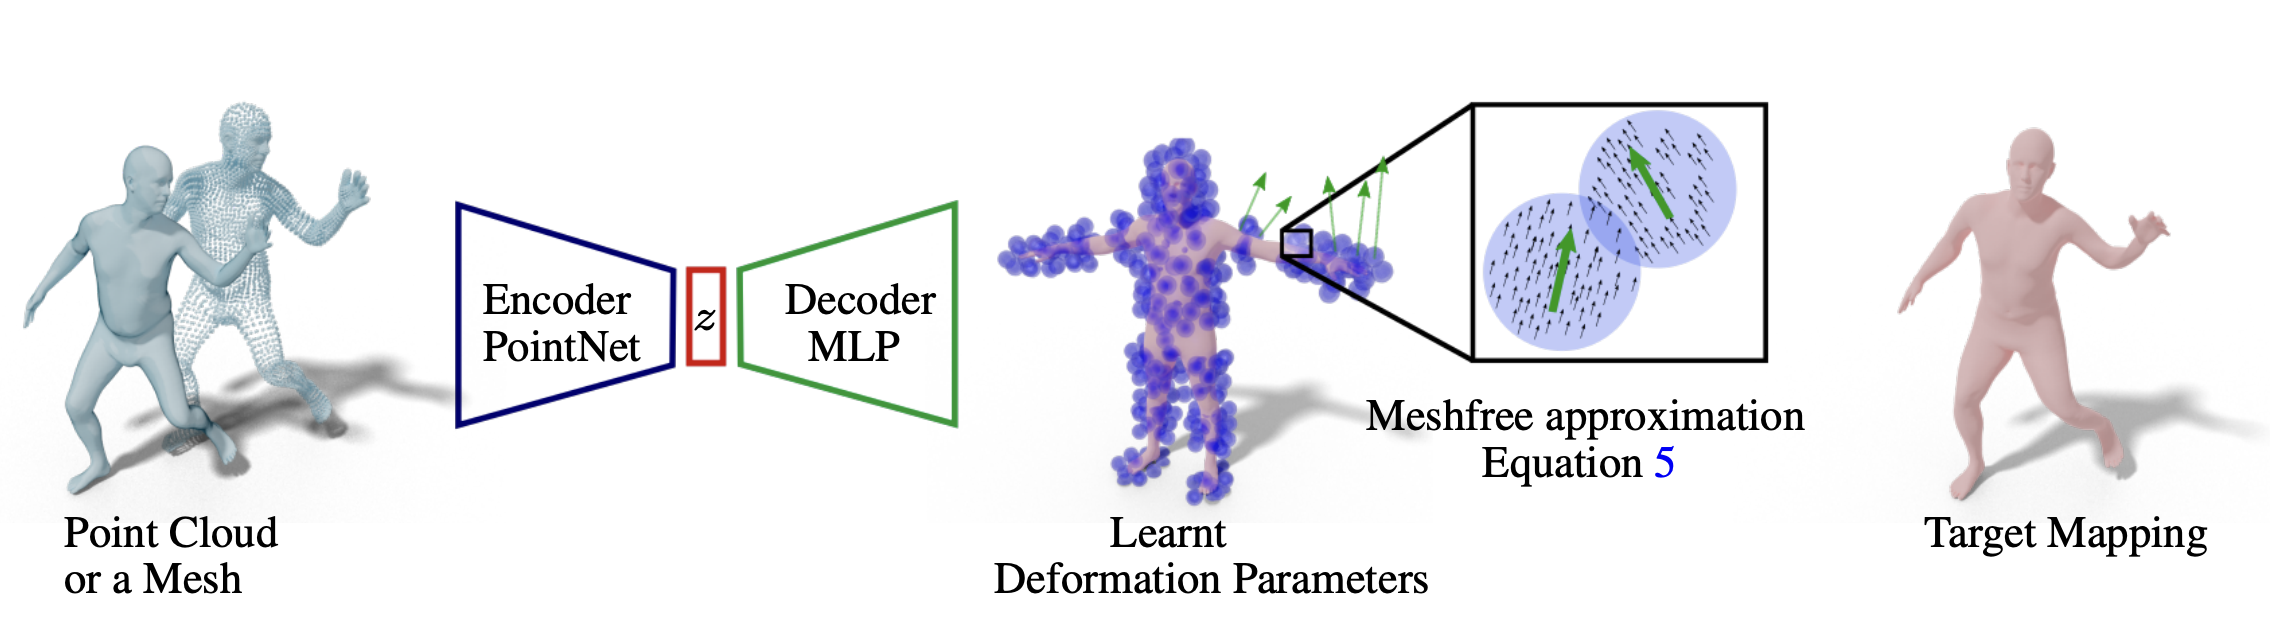 Point Cloud
or a Mesh
Encoder
PointNet
z
Decoder
MLP
Learnt
Deformation Parameters
Meshfree approximation
Equation 5
Target Mapping